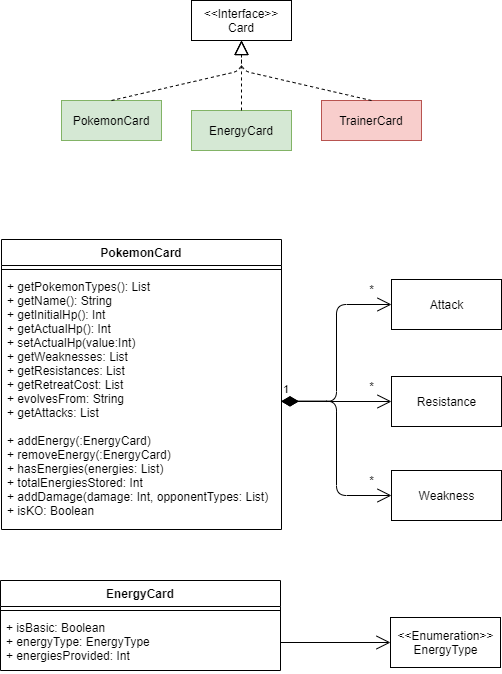 <<Interface>>
Card
PokemonCard
EnergyCard
TrainerCard
PokemonCard
+ getPokemonTypes(): List
+ getName(): String
+ getInitialHp(): Int
+ getActualHp(): Int
+ setActualHp(value:Int)
+ getWeaknesses: List
+ getResistances: List
+ getRetreatCost: List
+ evolvesFrom: String
+ getAttacks: List
+ addEnergy(:EnergyCard)
+ removeEnergy(:EnergyCard)
+ hasEnergies(energies: List)
+ totalEnergiesStored: Int
+ addDamage(damage: Int, opponentTypes: List)
+ isKO: Boolean
1
*
Attack
*
Resistance
*
Weakness
EnergyCard
+ isBasic: Boolean
+ energyType: EnergyType
+ energiesProvided: Int
<<Enumeration>>
EnergyType